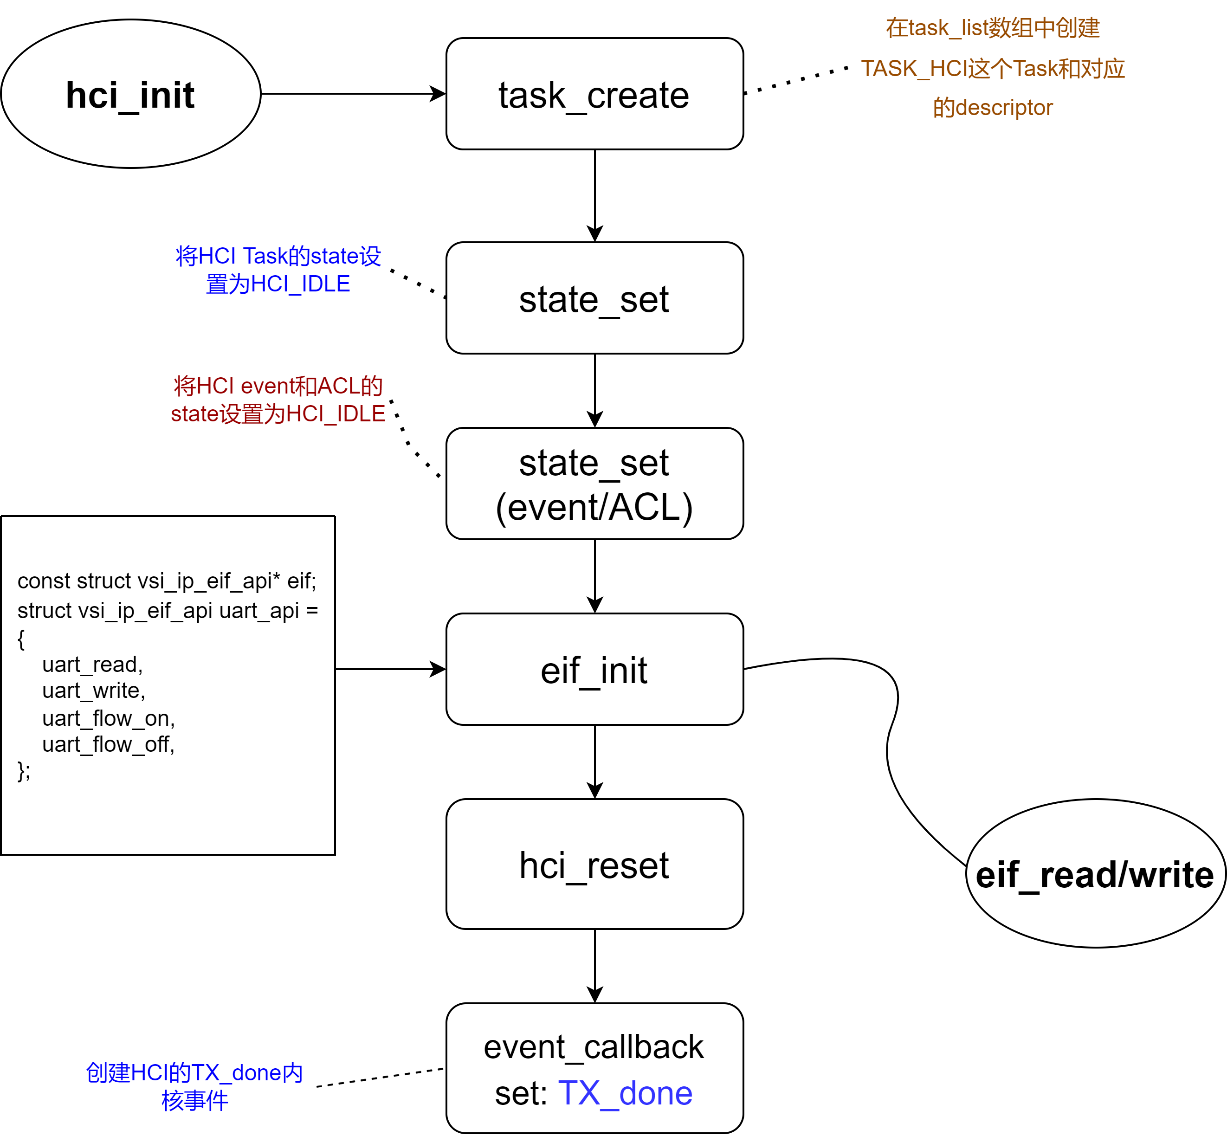 hci_init
task_create
在task_list数组中创建
TASK_HCI这个Task和对应
的descriptor
将HCI Task的state设
置为HCI_IDLE
state_set
将HCI event和ACL的
state设置为HCI_IDLE
state_set
(event/ACL)
const struct vsi_ip_eif_api* eif;
struct vsi_ip_eif_api uart_api =
{
uart_read,
uart_write,
uart_flow_on,
uart_flow_off,
};
eif_init
hci_reset
eif_read/write
event_callback
set: TX_done
创建HCI的TX_done内
核事件